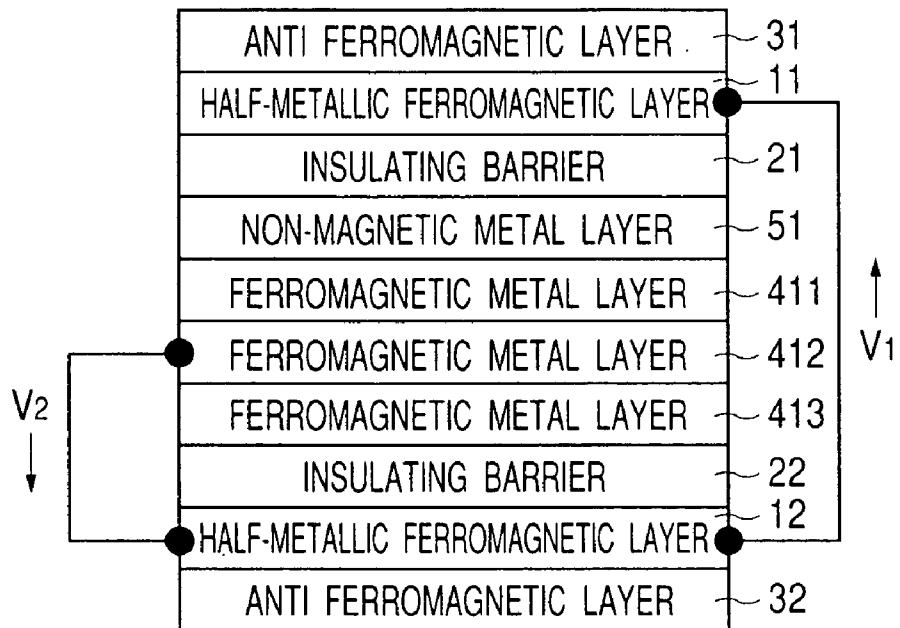 ANTI FERROMAGNETIC LAYER 31
11
HALF-METALLIC FERROMAGNETIC LAYER
INSULATING BARRIER 21
NON-MAGNETIC METAL LAYER 51
FERROMAGNETIC METAL LAYER 411
FERROMAGNETIC METAL LAYER 412
V1
V2
FERROMAGNETIC METAL LAYER 413
INSULATING BARRIER 22
12
HALF-METALLIC FERROMAGNETIC LAYER
ANTI FERROMAGNETIC LAYER 32